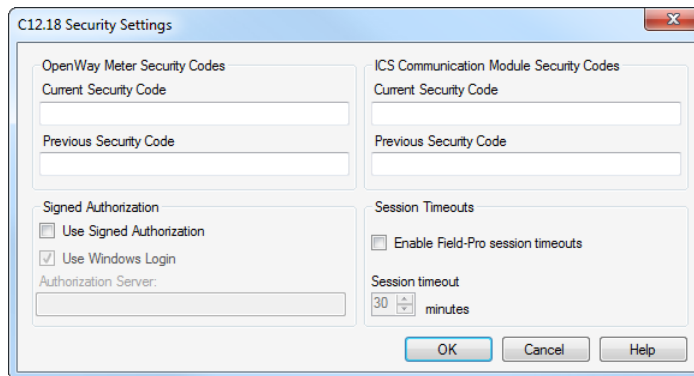 C12.18 Security Settings
OpenWay Meter Security Codes
Current Security Code
Previous Security Code
ICS Communication Module Security Codes
Current Security Code
Previous Security Code
Signed Authorization
Use Signed Authorization
Use Windows Login
Authorization Server:
Session Timeouts
Enable Field-Pro session timeouts
Session timeout
30 minutes
OK Cancel Help